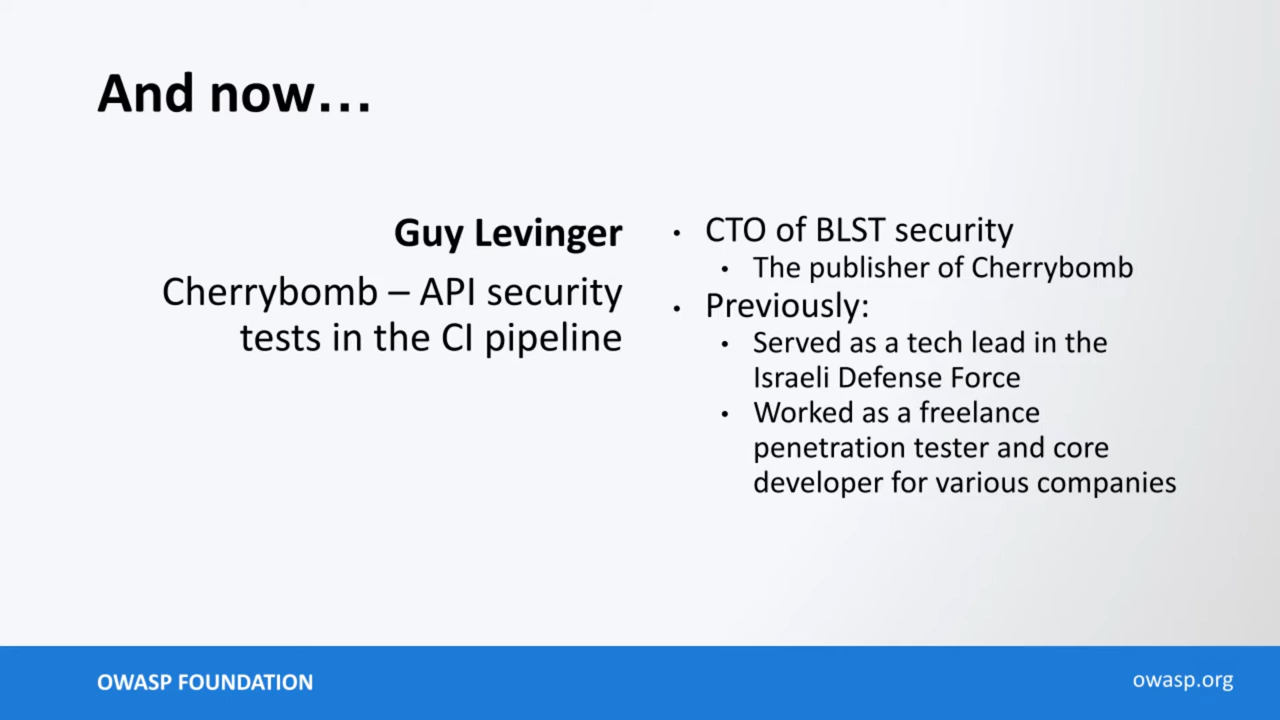 And now…
Guy Levinger
Cherrybomb – API security
tests in the CI pipeline
• CTO of BLST security
• The publisher of Cherrybomb
• Previously:
• Served as a tech lead in the
Israeli Defense Force
• Worked as a freelance
penetration tester and core
developer for various companies
OWASP FOUNDATION
owasp.org